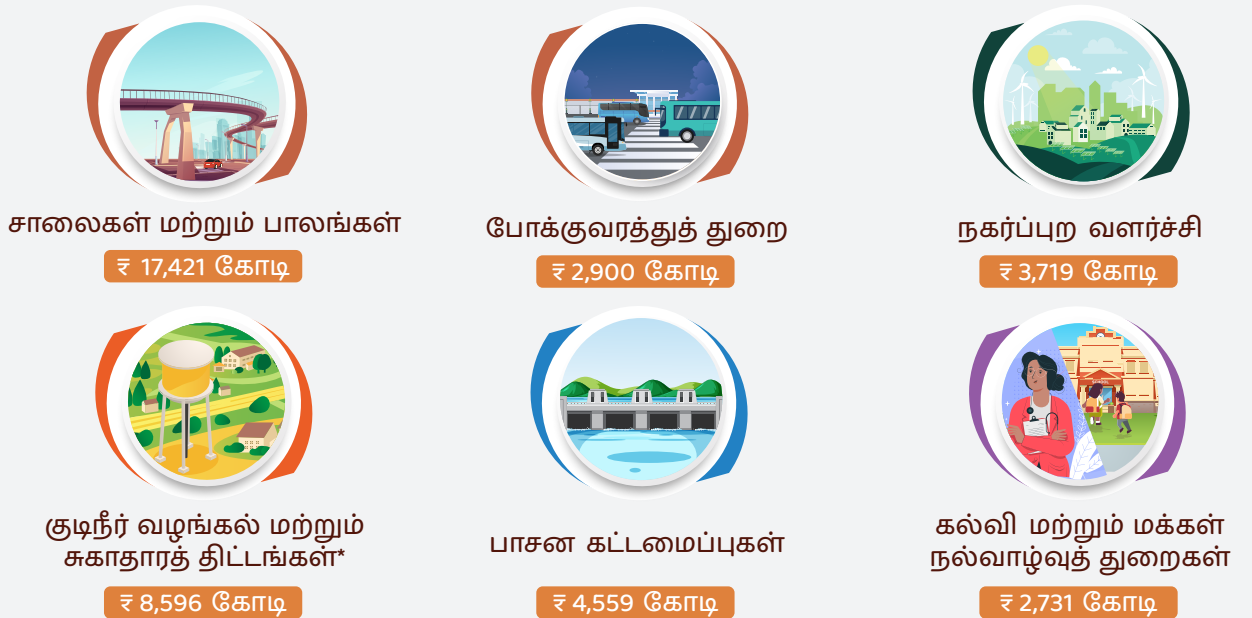 சாலைகள் மற்றும் பாலங்கள்
₹ 17,421 கோடி
போக்குவரத்துத் துறை
₹ 2,900 கோடி
நகர்ப்புற வளர்ச்சி
₹ 3,719 கோடி
குடிநீர் வழங்கல் மற்றும்
சுகாதாரத் திட்டங்கள்*
₹ 8,596 கோடி
பாசன கட்டமைப்புகள்
₹ 4,559 கோடி
SCHOOL
கல்வி மற்றும் மக்கள்
நல்வாழ்வுத் துறைகள்
₹ 2,731 கோடி